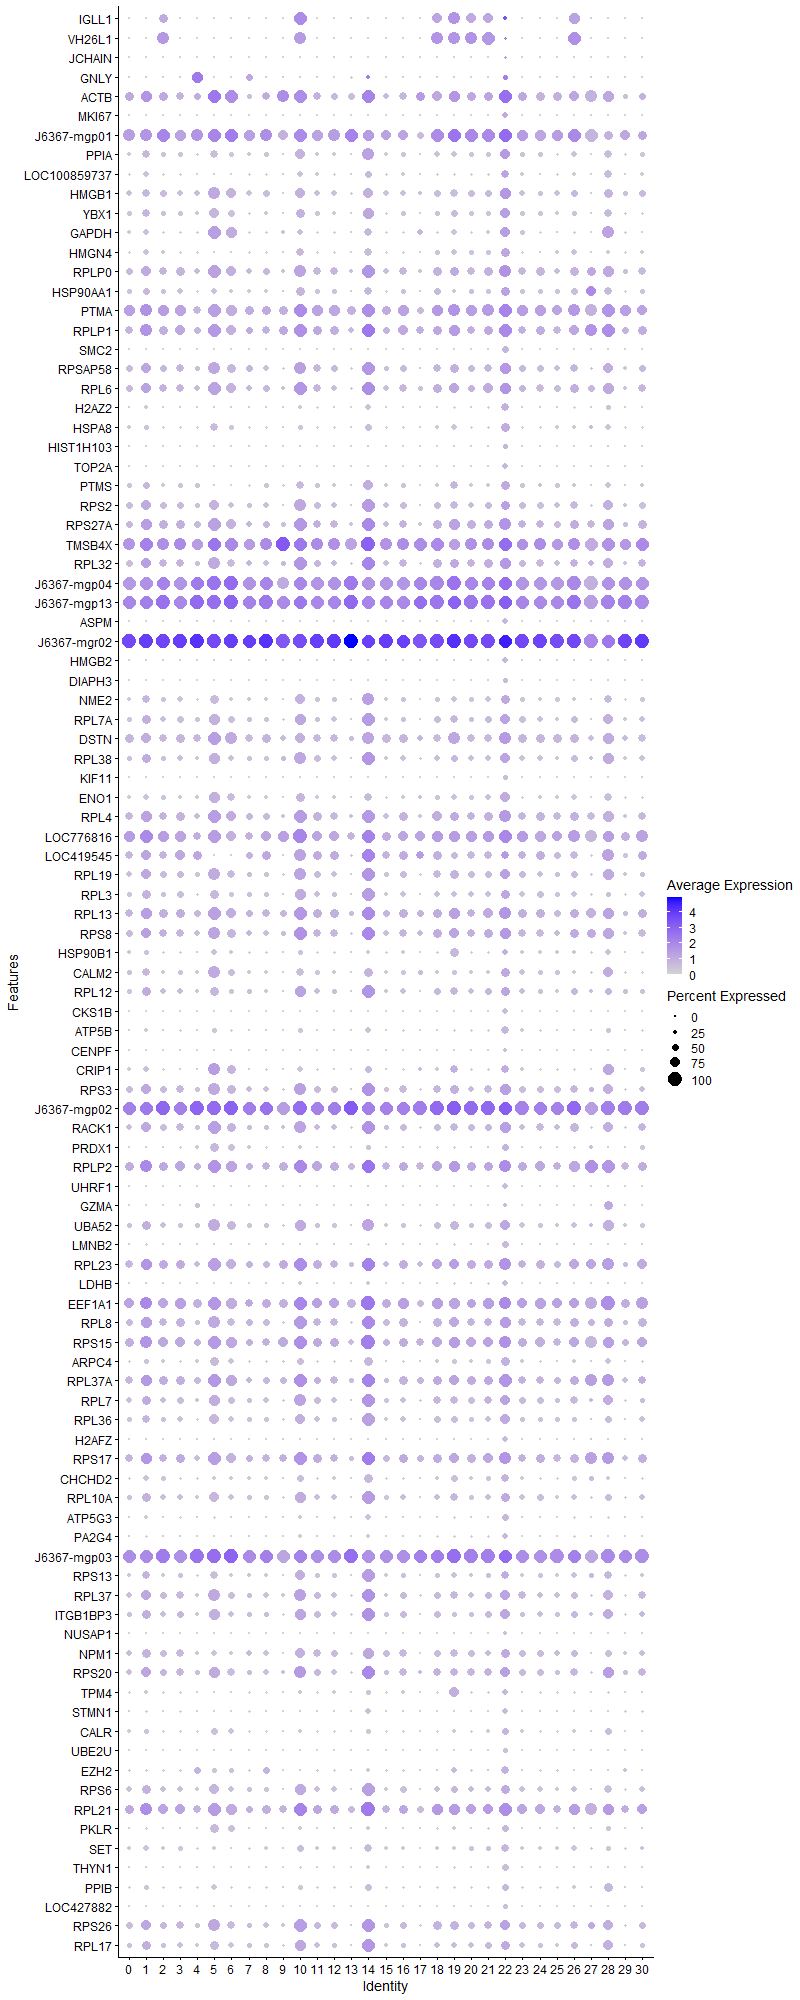 IGLL1
VH26L1
JCHAIN
GNLY
ACTB
MKI67
J6367-mgp01
PPIA
LOC100859737
HMGB1
YBX1
GAPDH
HMGN4
RPLP0
HSP90AA1
PTMA
RPLP1
SMC2
RPSAP58
RPL6
H2AZ2
HSPA8
HIST1H103
TOP2A
PTMS
RPS2
RPS27A
TMSB4X
RPL32
J6367-mgp04
J6367-mgp13
ASPM
J6367-mgr02
HMGB2
DIAPH3
NME2
RPL7A
DSTN
RPL38
KIF11
ENO1
RPL4
LOC776816
LOC419545
RPL19
RPL3
RPL13
RPS8
HSP90B1
CALM2
RPL12
CKS1B
ATP5B
CENPF
CRIP1
RPS3
J6367-mgp02
RACK1
PRDX1
RPLP2
UHRF1
GZMA
UBA52
LMNB2
RPL23
LDHB
EEF1A1
RPL8
RPS15
ARPC4
RPL37A
RPL7
RPL36
H2AFZ
RPS17
CHCHD2
RPL10A
ATP5G3
PA2G4
J6367-mgp03
RPS13
RPL37
ITGB1BP3
NUSAP1
NPM1
RPS20
TPM4
STMN1
CALR
UBE2U
EZH2
RPS6
RPL21
PKLR
SET
THYN1
PPIB
LOC427882
RPS26
RPL17
Features
0 1 2 3 4 5 6 7 8 9 10 11 12 13 14 15 16 17 18 19 20 21 22 23 24 25 26 27 28 29 30
Identity
Average Expression
4
3
2
1
0
Percent Expressed
0
25
50
75
100